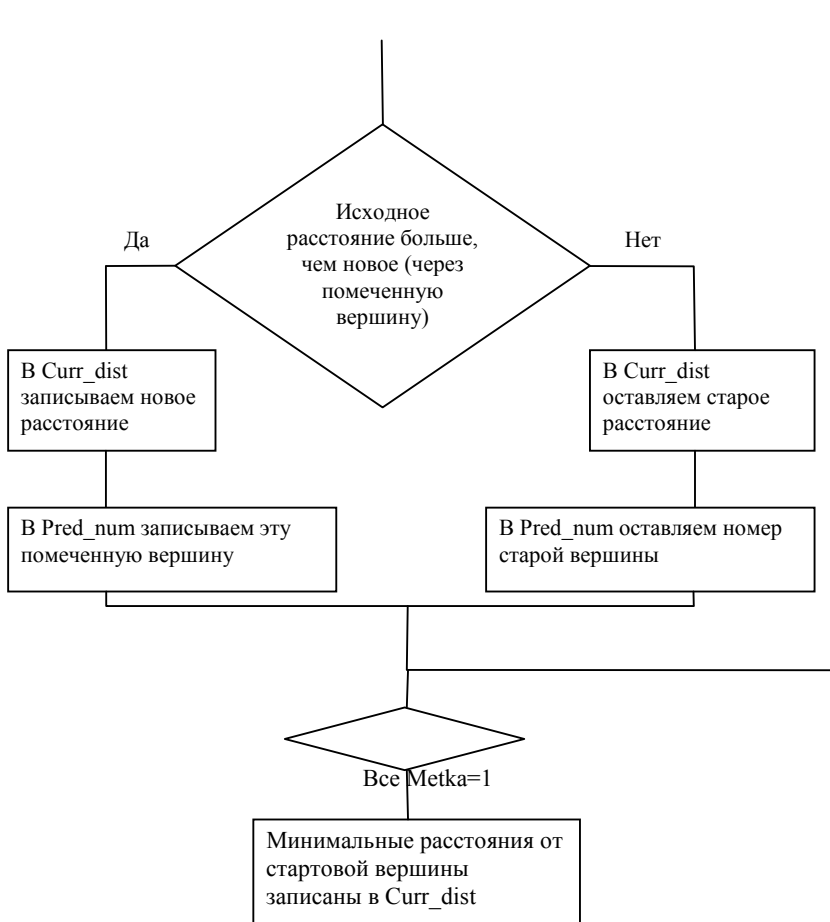 Исходное
расстояние больше,
чем новое (через
помеченную
вершину)
Да
Нет
В Curr_dist
записываем новое
расстояние
В Curr_dist
оставляем старое
расстояние
В Pred_num записываем эту
помеченную вершину
В Pred_num оставляем номер
старой вершины
Все Metka=1
Минимальные расстояния от
стартовой вершины
записаны в Curr_dist